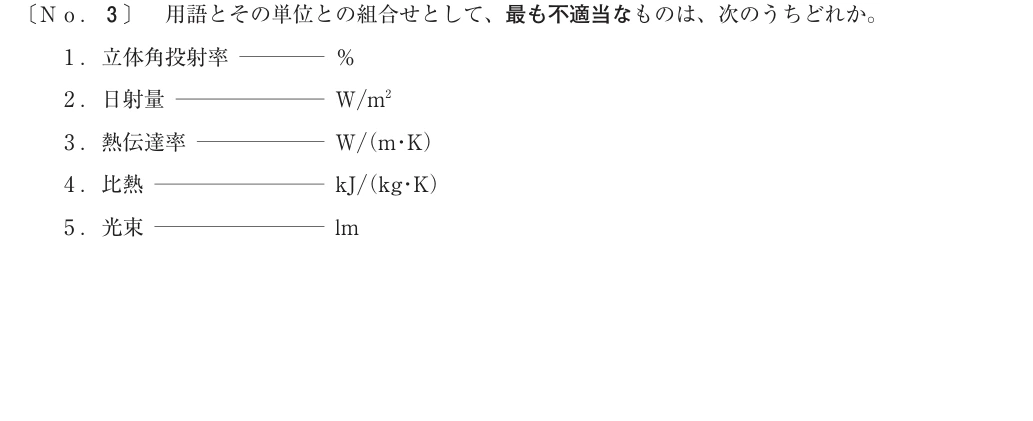 〔Ｎｏ．３〕　用語とその単位との組合せとして、最も不適当なものは、次のうちどれか。
１．立体角投射率 ――――― %
２．日射量 ――――――― W/m²
３．熱伝達率 ―――――― W/(m･K)
４．比熱 ―――――――― kJ/(kg･K)
５．光束 ―――――――― lm